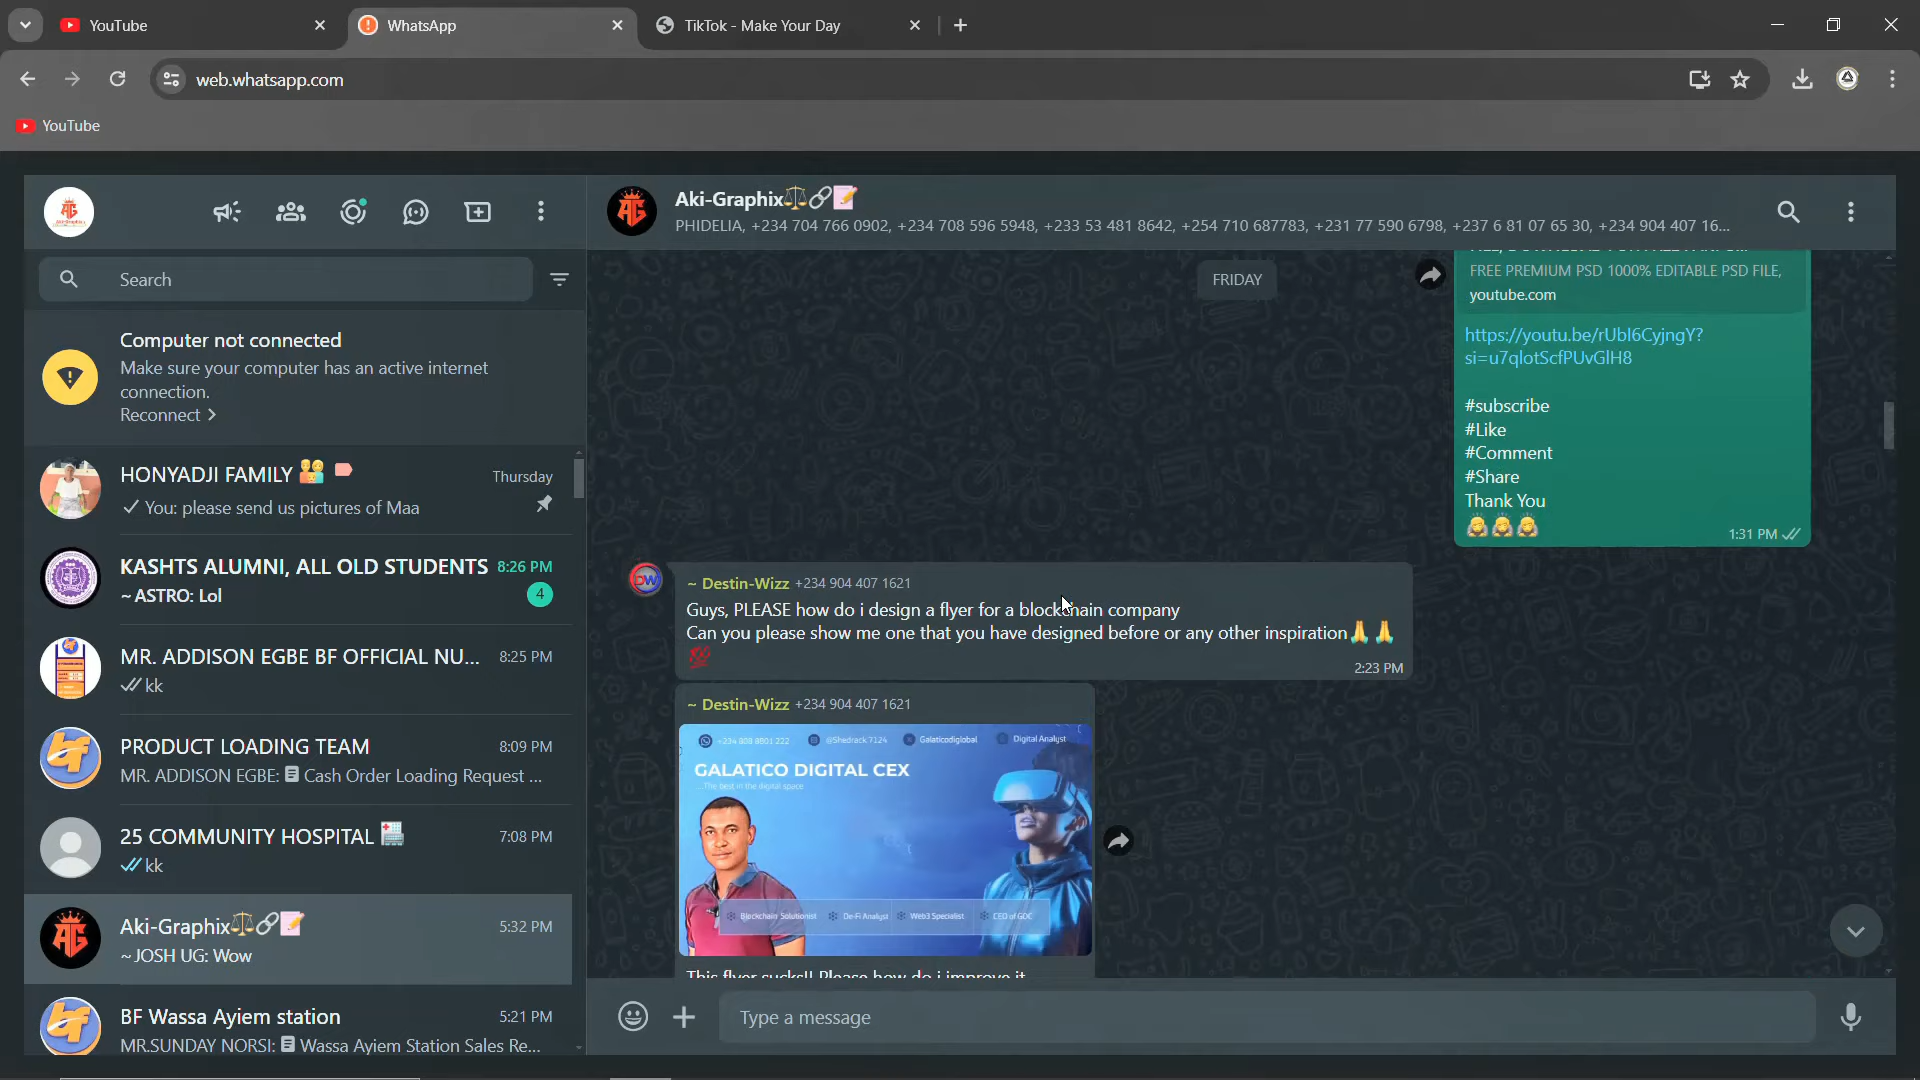 YouTube
WhatsApp
TikTok - Make Your Day
web.whatsapp.com
YouTube
Search
Computer not connected
Make sure your computer has an active internet
connection.
Reconnect >
HONYADJI FAMILY
Thursday
You: please send us pictures of Maa
KASHTS ALUMNI, ALL OLD STUDENTS
8:26 PM
~ ASTRO: Lol
4
MR. ADDISON EGBE BF OFFICIAL NU...
8:25 PM
kk
PRODUCT LOADING TEAM
8:09 PM
MR. ADDISON EGBE: Cash Order Loading Request ...
25 COMMUNITY HOSPITAL
7:08 PM
kk
Aki-Graphix⚖️🔗📝
5:32 PM
~ JOSH UG: Wow
BF Wassa Ayiem station
5:21 PM
MR.SUNDAY NORSI: Wassa Ayiem Station Sales Re...
Aki-Graphix⚖️🔗📝
PHIDELIA, +234 704 766 0902, +234 708 596 5948, +233 53 481 8642, +254 710 687783, +231 77 590 6798, +237 6 81 07 65 30, +234 904 407 16...
FRIDAY
FREE PREMIUM PSD 1000% EDITABLE PSD FILE,
youtube.com
https://youtu.be/rUbI6CyjngY?
si=u7qlotScfPUvGlH8
#subscribe
#Like
#Comment
#Share
Thank You
1:31 PM
~ Destin-Wizz +234 904 407 1621
Guys, PLEASE how do i design a flyer for a blockchain company
Can you please show me one that you have designed before or any other inspiration🙏🙏
💯
2:23 PM
~ Destin-Wizz +234 904 407 1621
+234 808 8901 222
@Shedrack.7124
Galaticodiglobal
Digital Analyst
GALATICO DIGITAL CEX
...The best in the digital space
Blockchain Solutionist
De-Fi Analyst
Web3 Specialist
CEO of GDC
This flyer sucks!! Please how do i improve it
Type a message